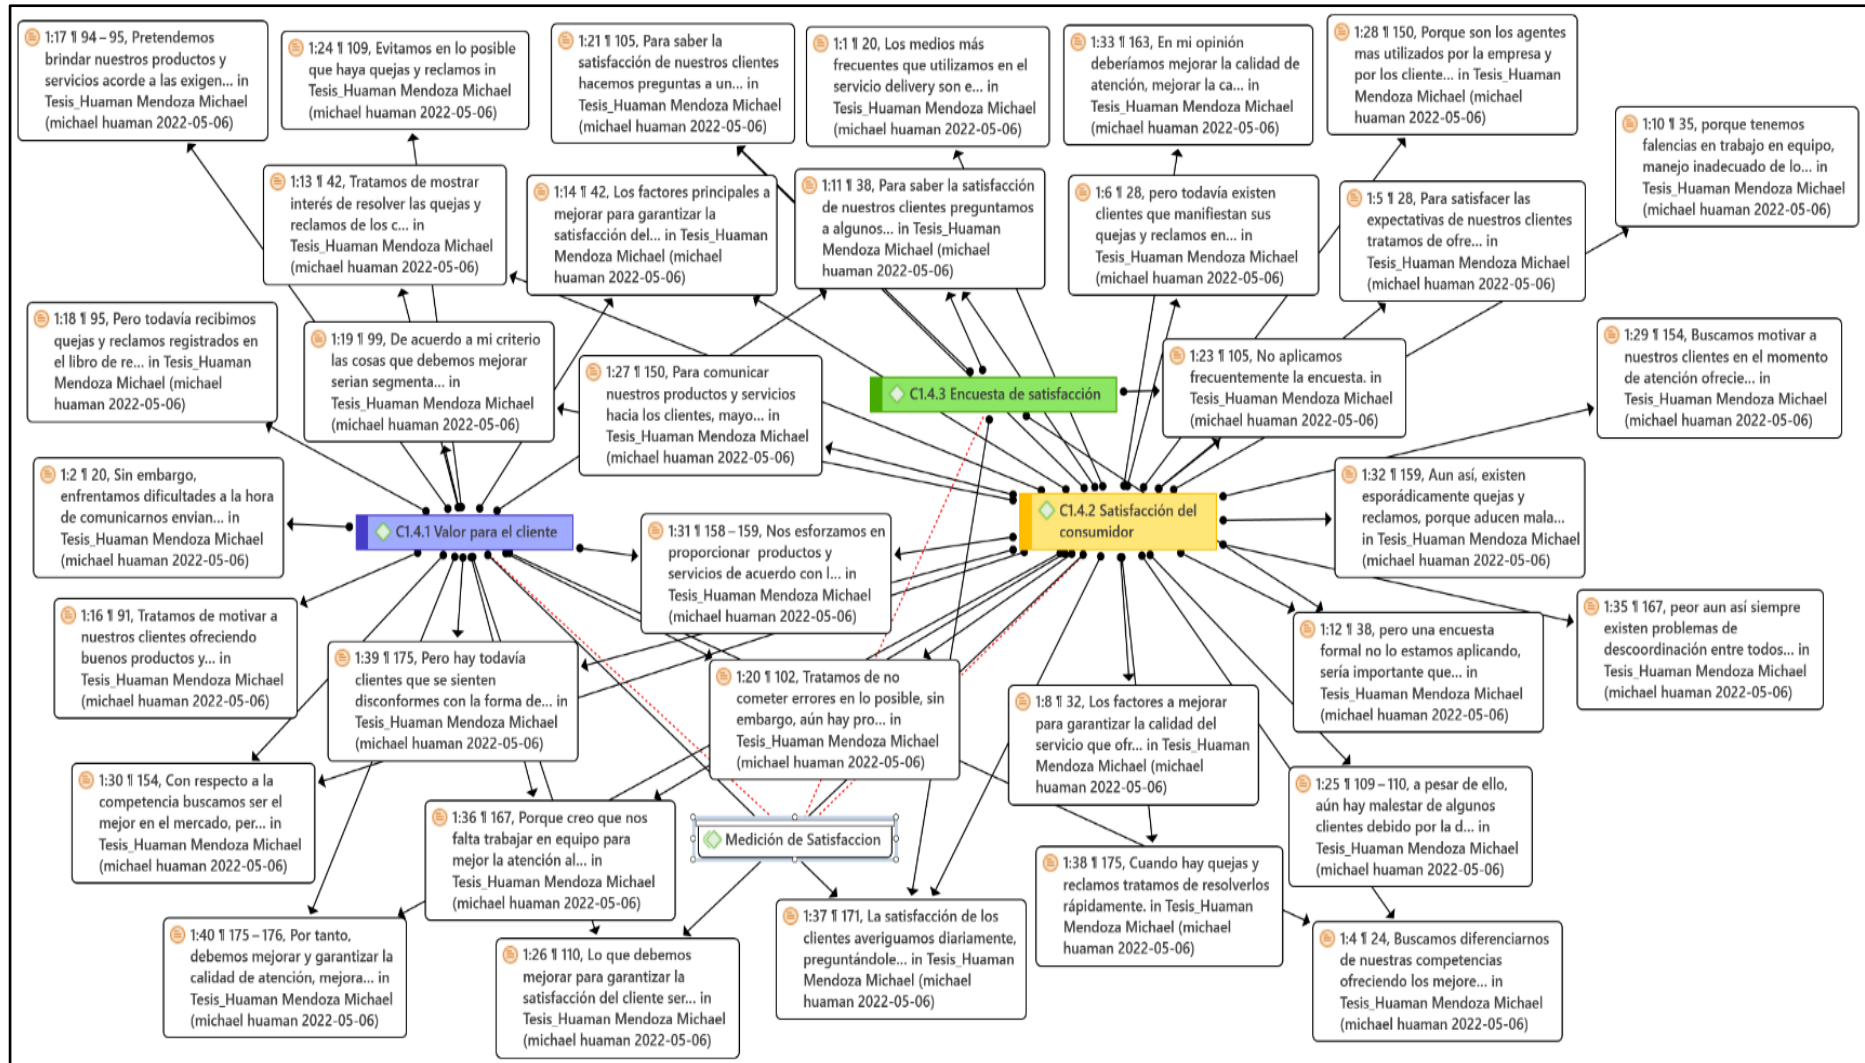 1:17 ¶ 94 – 95, Pretendemos
brindar nuestros productos y
servicios acorde a las exigen... in
Tesis_Huaman Mendoza Michael
(michael huaman 2022-05-06)
1:24 ¶ 109, Evitamos en lo posible
que haya quejas y reclamos in
Tesis_Huaman Mendoza Michael
(michael huaman 2022-05-06)
1:21 ¶ 105, Para saber la
satisfacción de nuestros clientes
hacemos preguntas a un... in
Tesis_Huaman Mendoza Michael
(michael huaman 2022-05-06)
1:1 ¶ 20, Los medios más
frecuentes que utilizamos en el
servicio delivery son e... in
Tesis_Huaman Mendoza Michael
(michael huaman 2022-05-06)
1:33 ¶ 163, En mi opinión
deberíamos mejorar la calidad de
atención, mejorar la ca... in
Tesis_Huaman Mendoza Michael
(michael huaman 2022-05-06)
1:28 ¶ 150, Porque son los agentes
mas utilizados por la empresa y
por los cliente... in Tesis_Huaman
Mendoza Michael (michael
huaman 2022-05-06)
1:10 ¶ 35, porque tenemos
falencias en trabajo en equipo,
manejo inadecuado de lo... in
Tesis_Huaman Mendoza Michael
(michael huaman 2022-05-06)
1:13 ¶ 42, Tratamos de mostrar
interés de resolver las quejas y
reclamos de los c... in
Tesis_Huaman Mendoza Michael
(michael huaman 2022-05-06)
1:14 ¶ 42, Los factores principales a
mejorar para garantizar la
satisfacción del... in Tesis_Huaman
Mendoza Michael (michael
huaman 2022-05-06)
1:11 ¶ 38, Para saber la satisfacción
de nuestros clientes preguntamos
a algunos... in Tesis_Huaman
Mendoza Michael (michael
huaman 2022-05-06)
1:6 ¶ 28, pero todavía existen
clientes que manifiestan sus
quejas y reclamos en... in
Tesis_Huaman Mendoza Michael
(michael huaman 2022-05-06)
1:5 ¶ 28, Para satisfacer las
expectativas de nuestros clientes
tratamos de ofre... in
Tesis_Huaman Mendoza Michael
(michael huaman 2022-05-06)
1:18 ¶ 95, Pero todavía recibimos
quejas y reclamos registrados en
el libro de re... in Tesis_Huaman
Mendoza Michael (michael
huaman 2022-05-06)
1:19 ¶ 99, De acuerdo a mi criterio
las cosas que debemos mejorar
serian segmenta... in
Tesis_Huaman Mendoza Michael
(michael huaman 2022-05-06)
1:27 ¶ 150, Para comunicar
nuestros productos y servicios
hacia los clientes, mayo... in
Tesis_Huaman Mendoza Michael
(michael huaman 2022-05-06)
C1.4.3 Encuesta de satisfacción
1:23 ¶ 105, No aplicamos
frecuentemente la encuesta. in
Tesis_Huaman Mendoza Michael
(michael huaman 2022-05-06)
1:29 ¶ 154, Buscamos motivar a
nuestros clientes en el momento
de atención ofrecie... in
Tesis_Huaman Mendoza Michael
(michael huaman 2022-05-06)
1:2 ¶ 20, Sin embargo,
enfrentamos dificultades a la hora
de comunicarnos envian... in
Tesis_Huaman Mendoza Michael
(michael huaman 2022-05-06)
C1.4.1 Valor para el cliente
1:31 ¶ 158 – 159, Nos esforzamos en
proporcionar productos y
servicios de acuerdo con l... in
Tesis_Huaman Mendoza Michael
(michael huaman 2022-05-06)
C1.4.2 Satisfacción del
consumidor
1:32 ¶ 159, Aun así, existen
esporádicamente quejas y
reclamos, porque aducen mala...
in Tesis_Huaman Mendoza Michael
(michael huaman 2022-05-06)
1:16 ¶ 91, Tratamos de motivar a
nuestros clientes ofreciendo
buenos productos y... in
Tesis_Huaman Mendoza Michael
(michael huaman 2022-05-06)
1:39 ¶ 175, Pero hay todavía
clientes que se sienten
disconformes con la forma de... in
Tesis_Huaman Mendoza Michael
(michael huaman 2022-05-06)
1:20 ¶ 102, Tratamos de no
cometer errores en lo posible, sin
embargo, aún hay pro... in
Tesis_Huaman Mendoza Michael
(michael huaman 2022-05-06)
1:8 ¶ 32, Los factores a mejorar
para garantizar la calidad del
servicio que ofr... in Tesis_Huaman
Mendoza Michael (michael
huaman 2022-05-06)
1:12 ¶ 38, pero una encuesta
formal no lo estamos aplicando,
sería importante que... in
Tesis_Huaman Mendoza Michael
(michael huaman 2022-05-06)
1:35 ¶ 167, peor aun así siempre
existen problemas de
descoordinación entre todos... in
Tesis_Huaman Mendoza Michael
(michael huaman 2022-05-06)
1:30 ¶ 154, Con respecto a la
competencia buscamos ser el
mejor en el mercado, per... in
Tesis_Huaman Mendoza Michael
(michael huaman 2022-05-06)
1:36 ¶ 167, Porque creo que nos
falta trabajar en equipo para
mejor la atención al... in
Tesis_Huaman Mendoza Michael
(michael huaman 2022-05-06)
Medición de Satisfaccion
1:25 ¶ 109 – 110, a pesar de ello,
aún hay malestar de algunos
clientes debido por la d... in
Tesis_Huaman Mendoza Michael
(michael huaman 2022-05-06)
1:38 ¶ 175, Cuando hay quejas y
reclamos tratamos de resolverlos
rápidamente. in Tesis_Huaman
Mendoza Michael (michael
huaman 2022-05-06)
1:40 ¶ 175 – 176, Por tanto,
debemos mejorar y garantizar la
calidad de atención, mejora... in
Tesis_Huaman Mendoza Michael
(michael huaman 2022-05-06)
1:26 ¶ 110, Lo que debemos
mejorar para garantizar la
satisfacción del cliente ser... in
Tesis_Huaman Mendoza Michael
(michael huaman 2022-05-06)
1:37 ¶ 171, La satisfacción de los
clientes averiguamos diariamente,
preguntándole... in Tesis_Huaman
Mendoza Michael (michael
huaman 2022-05-06)
1:4 ¶ 24, Buscamos diferenciarnos
de nuestras competencias
ofreciendo los mejore... in
Tesis_Huaman Mendoza Michael
(michael huaman 2022-05-06)